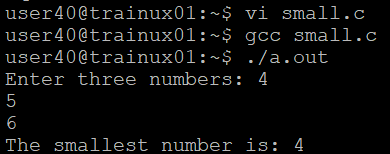 user40@trainux01:~$ vi small.c
user40@trainux01:~$ gcc small.c
user40@trainux01:~$ ./a.out
Enter three numbers: 4
5
6
The smallest number is: 4